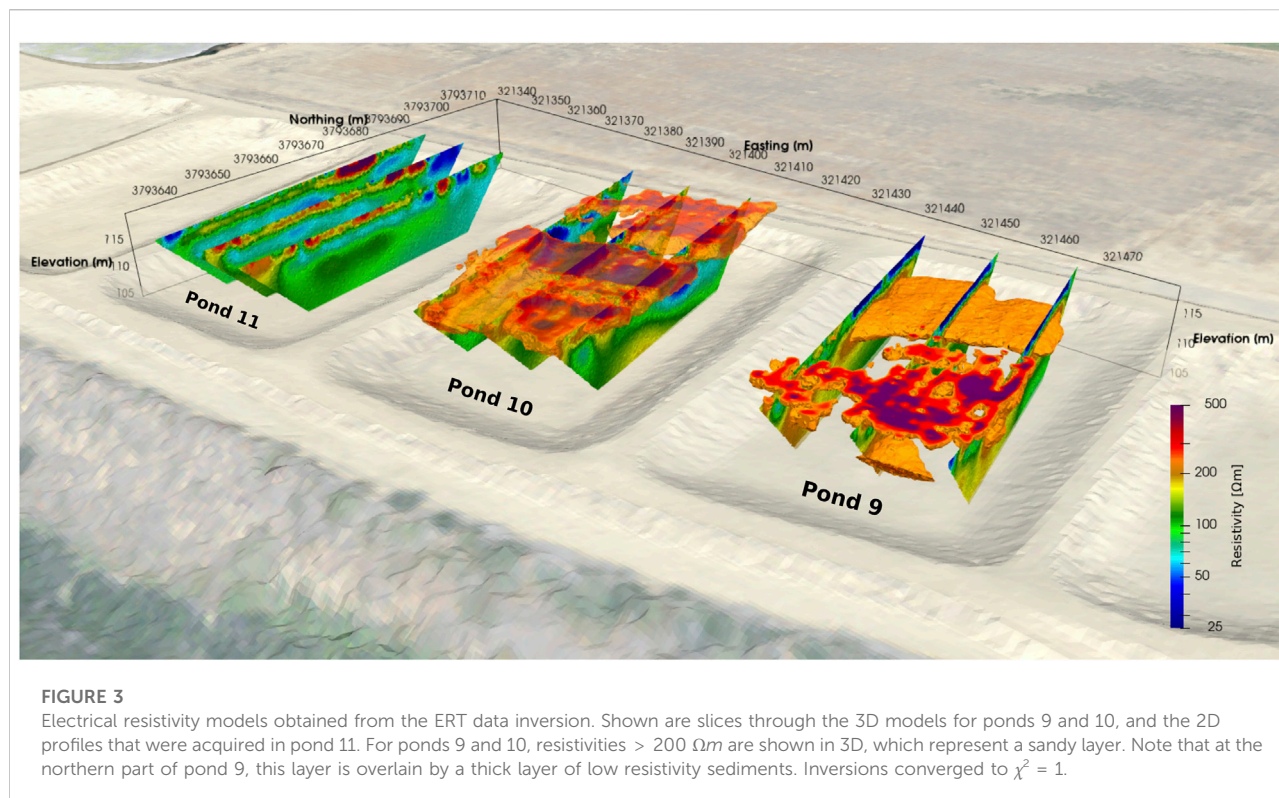 3793710
3793700
3793690
3793680
3793670
3793660
3793650
3793640
Northing (m)
321340
321350
321360
321370
321380
321390
321400
321410
321420
321430
321440
321450
321460
321470
Easting (m)
115
110
105
Elevation (m)
115
110
105
Elevation (m)
Pond 11
Pond 10
Pond 9
500
200
100
50
25
Resistivity [Ωm]
FIGURE 3
Electrical resistivity models obtained from the ERT data inversion. Shown are slices through the 3D models for ponds 9 and 10, and the 2D
profiles that were acquired in pond 11. For ponds 9 and 10, resistivities > 200 Ωm are shown in 3D, which represent a sandy layer. Note that at the
northern part of pond 9, this layer is overlain by a thick layer of low resistivity sediments. Inversions converged to χ² = 1.